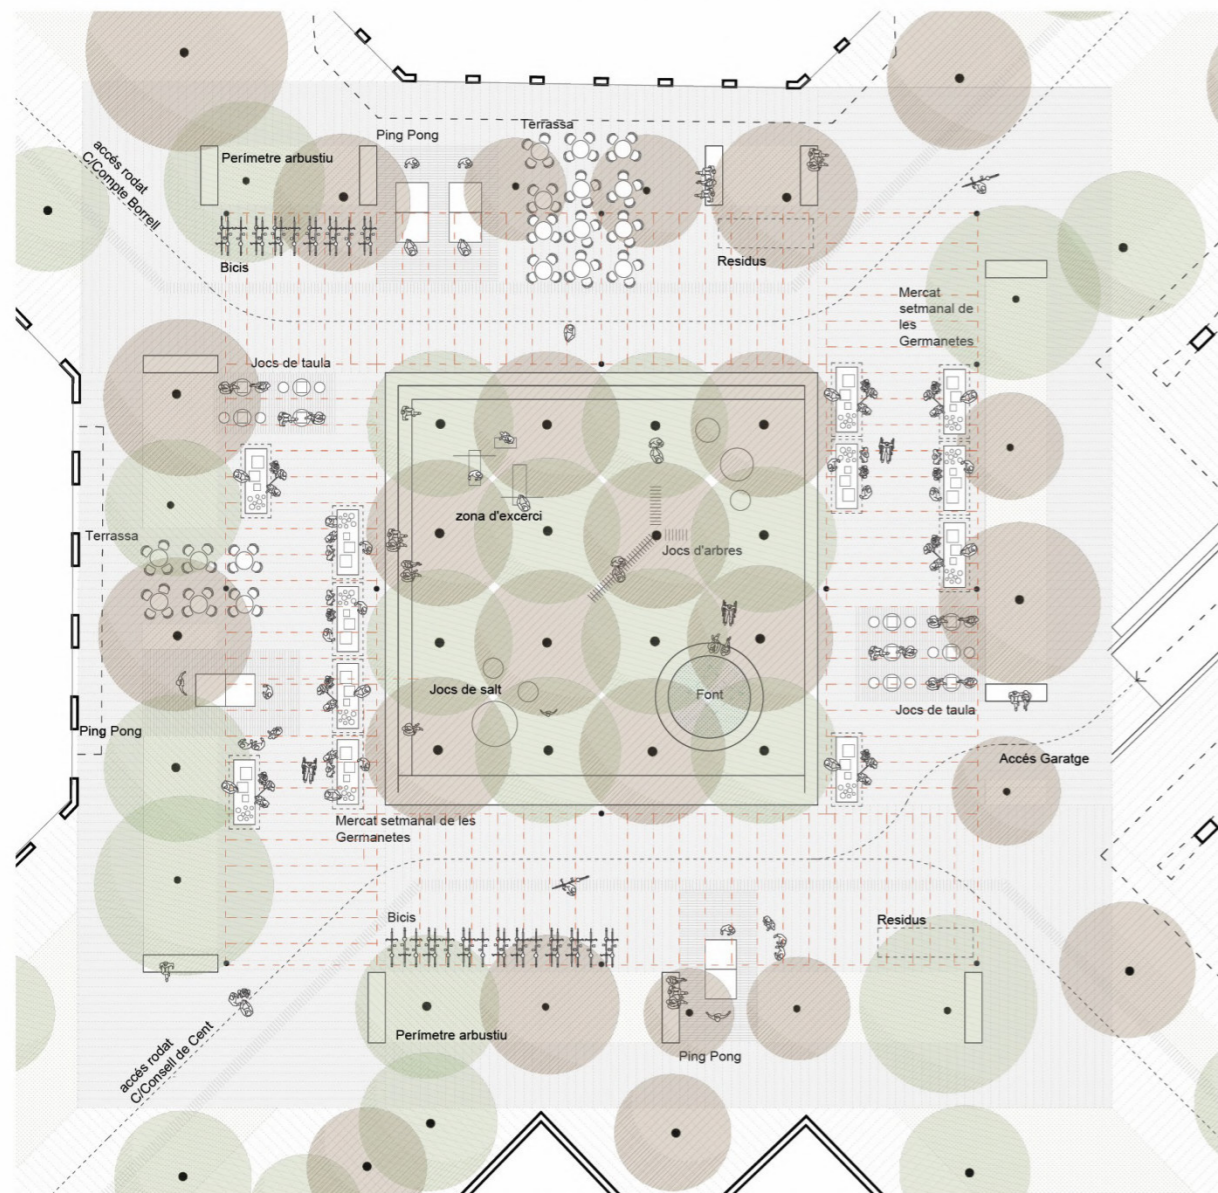 Ping Pong
Terrassa
accés rodat
C/Compte Borrell
Perímetre arbustiu
Bicis
Residus
Mercat
setmanal de
les
Germanetes
Jocs de taula
zona d'excerci
Jocs d'arbres
Terrassa
Jocs de salt
Font
Jocs de taula
Ping Pong
Accés Garatge
Mercat setmanal de les
Germanetes
Bicis
Residus
Perímetre arbustiu
Ping Pong
accés rodat
C/Consell de Cent